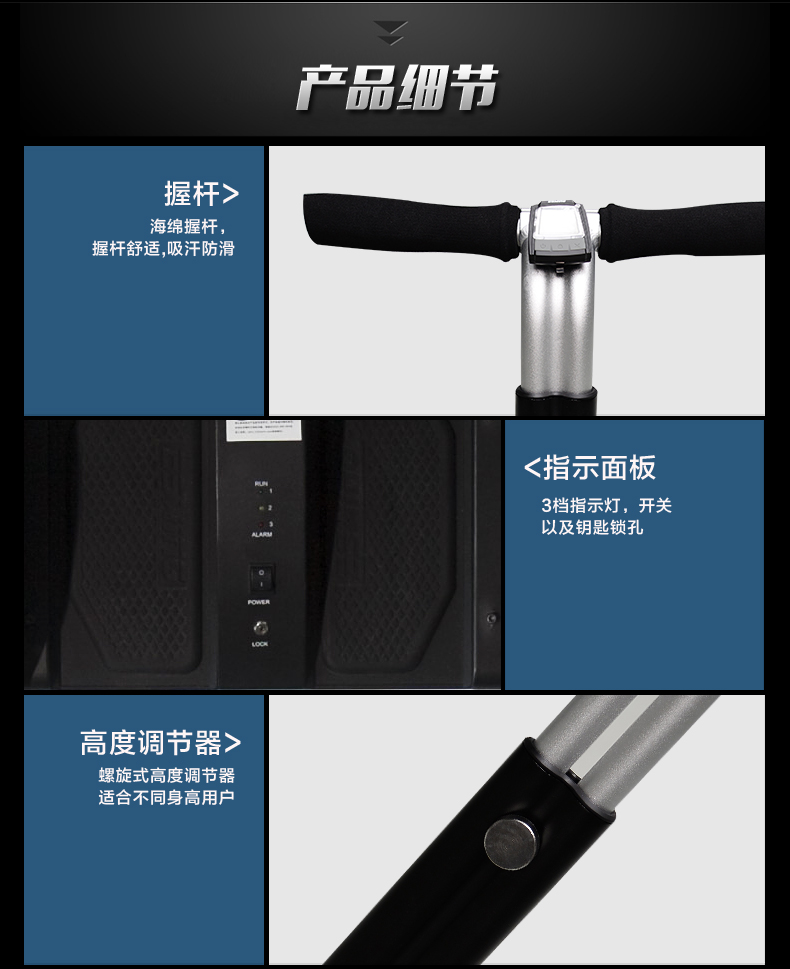 产品细节
握杆>
海绵握杆，
握杆舒适,吸汗防滑
RUN
1
2
3
ALARM
POWER
LOCK
<指示面板
3档指示灯，开关
以及钥匙锁孔
高度调节器>
螺旋式高度调节器
适合不同身高用户